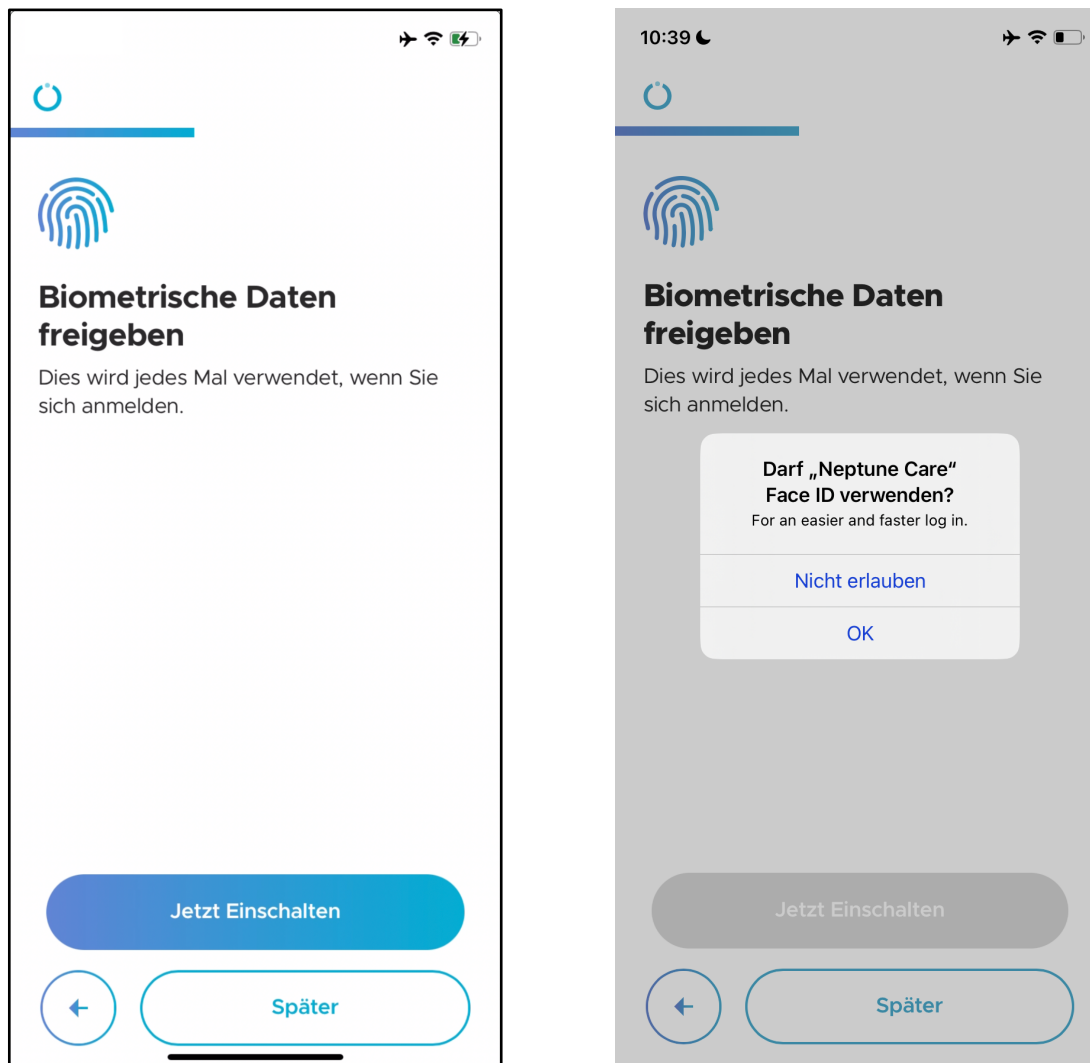 Biometrische Daten
freigeben
Dies wird jedes Mal verwendet, wenn Sie
sich anmelden.
Jetzt Einschalten
Später
10:39
Biometrische Daten
freigeben
Dies wird jedes Mal verwendet, wenn Sie
sich anmelden.
Darf „Neptune Care“
Face ID verwenden?
For an easier and faster log in.
Nicht erlauben
OK
Jetzt Einschalten
Später